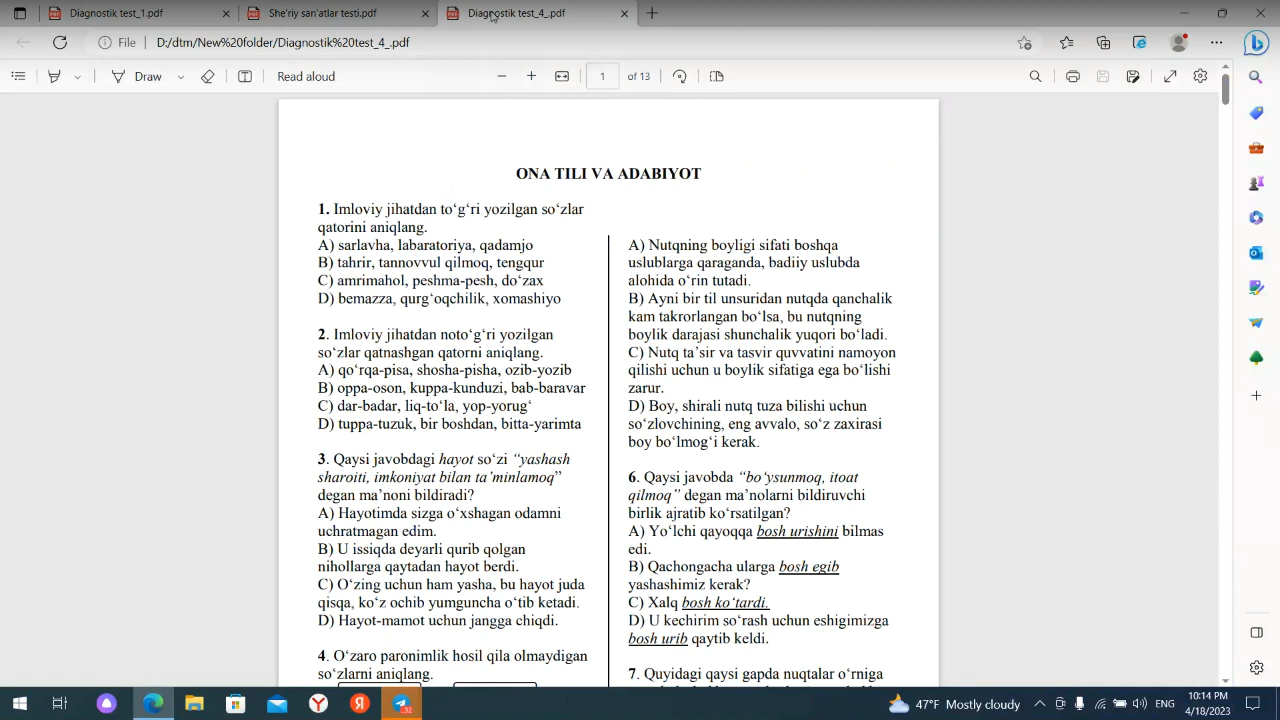 Diagnostik test_1.pdf
She'riy san'atlar testi.pdf
Diagnostik test_4_.pdf
File
D:/dtm/New%20folder/Diagnostik%20test_4_.pdf
Draw
Read aloud
1
of 13
ONA TILI VA ADABIYOT
1. Imloviy jihatdan to‘g‘ri yozilgan so‘zlar
qatorini aniqlang.
A) sarlavha, labaratoriya, qadamjo
B) tahrir, tannovvul qilmoq, tengqur
C) amrimahol, peshma-pesh, do‘zax
D) bemazza, qurg‘oqchilik, xomashiyo
2. Imloviy jihatdan noto‘g‘ri yozilgan
so‘zlar qatnashgan qatorni aniqlang.
A) qo‘rqa-pisa, shosha-pisha, ozib-yozib
B) oppa-oson, kuppa-kunduzi, bab-baravar
C) dar-badar, liq-to‘la, yop-yorug‘
D) tuppa-tuzuk, bir boshdan, bitta-yarimta
3. Qaysi javobdagi hayot so‘zi “yashash
sharoiti, imkoniyat bilan ta’minlamoq”
degan ma’noni bildiradi?
A) Hayotimda sizga o‘xshagan odamni
uchratmagan edim.
B) U issiqda deyarli qurib qolgan
nihollarga qaytadan hayot berdi.
C) O‘zing uchun ham yasha, bu hayot juda
qisqa, ko‘z ochib yumguncha o‘tib ketadi.
D) Hayot-mamot uchun jangga chiqdi.
4. O‘zaro paronimlik hosil qila olmaydigan
so‘zlarni aniqlang.
A) Nutqning boyligi sifati boshqa
uslublarga qaraganda, badiiy uslubda
alohida o‘rin tutadi.
B) Ayni bir til unsuridan nutqda qanchalik
kam takrorlangan bo‘lsa, bu nutqning
boylik darajasi shunchalik yuqori bo‘ladi.
C) Nutq ta’sir va tasvir quvvatini namoyon
qilishi uchun u boylik sifatiga ega bo‘lishi
zarur.
D) Boy, shirali nutq tuza bilishi uchun
so‘zlovchining, eng avvalo, so‘z zaxirasi
boy bo‘lmog‘i kerak.
6. Qaysi javobda “bo‘ysunmoq, itoat
qilmoq” degan ma’nolarni bildiruvchi
birlik ajratib ko‘rsatilgan?
A) Yo‘lchi qayoqqa bosh urishini bilmas
edi.
B) Qachongacha ularga bosh egib
yashashimiz kerak?
C) Xalq bosh ko‘tardi.
D) U kechirim so‘rash uchun eshigimizga
bosh urib qaytib keldi.
7. Quyidagi qaysi gapda nuqtalar o‘rniga
47°F Mostly cloudy
ENG
10:14 PM
4/18/2023